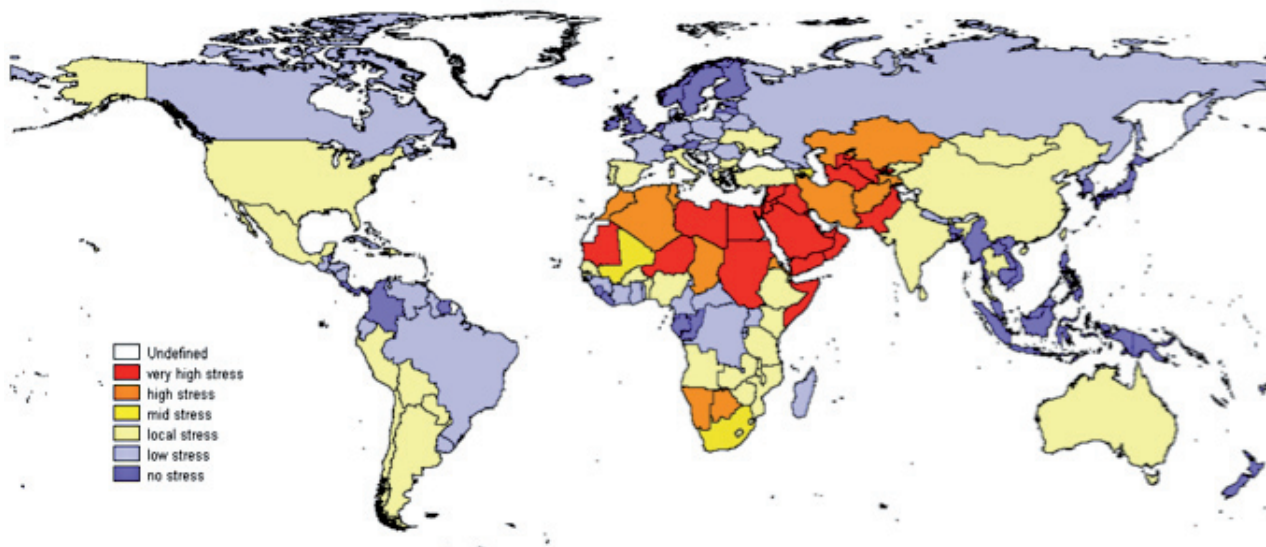 Undefined
very high stress
high stress
mid stress
local stress
low stress
no stress